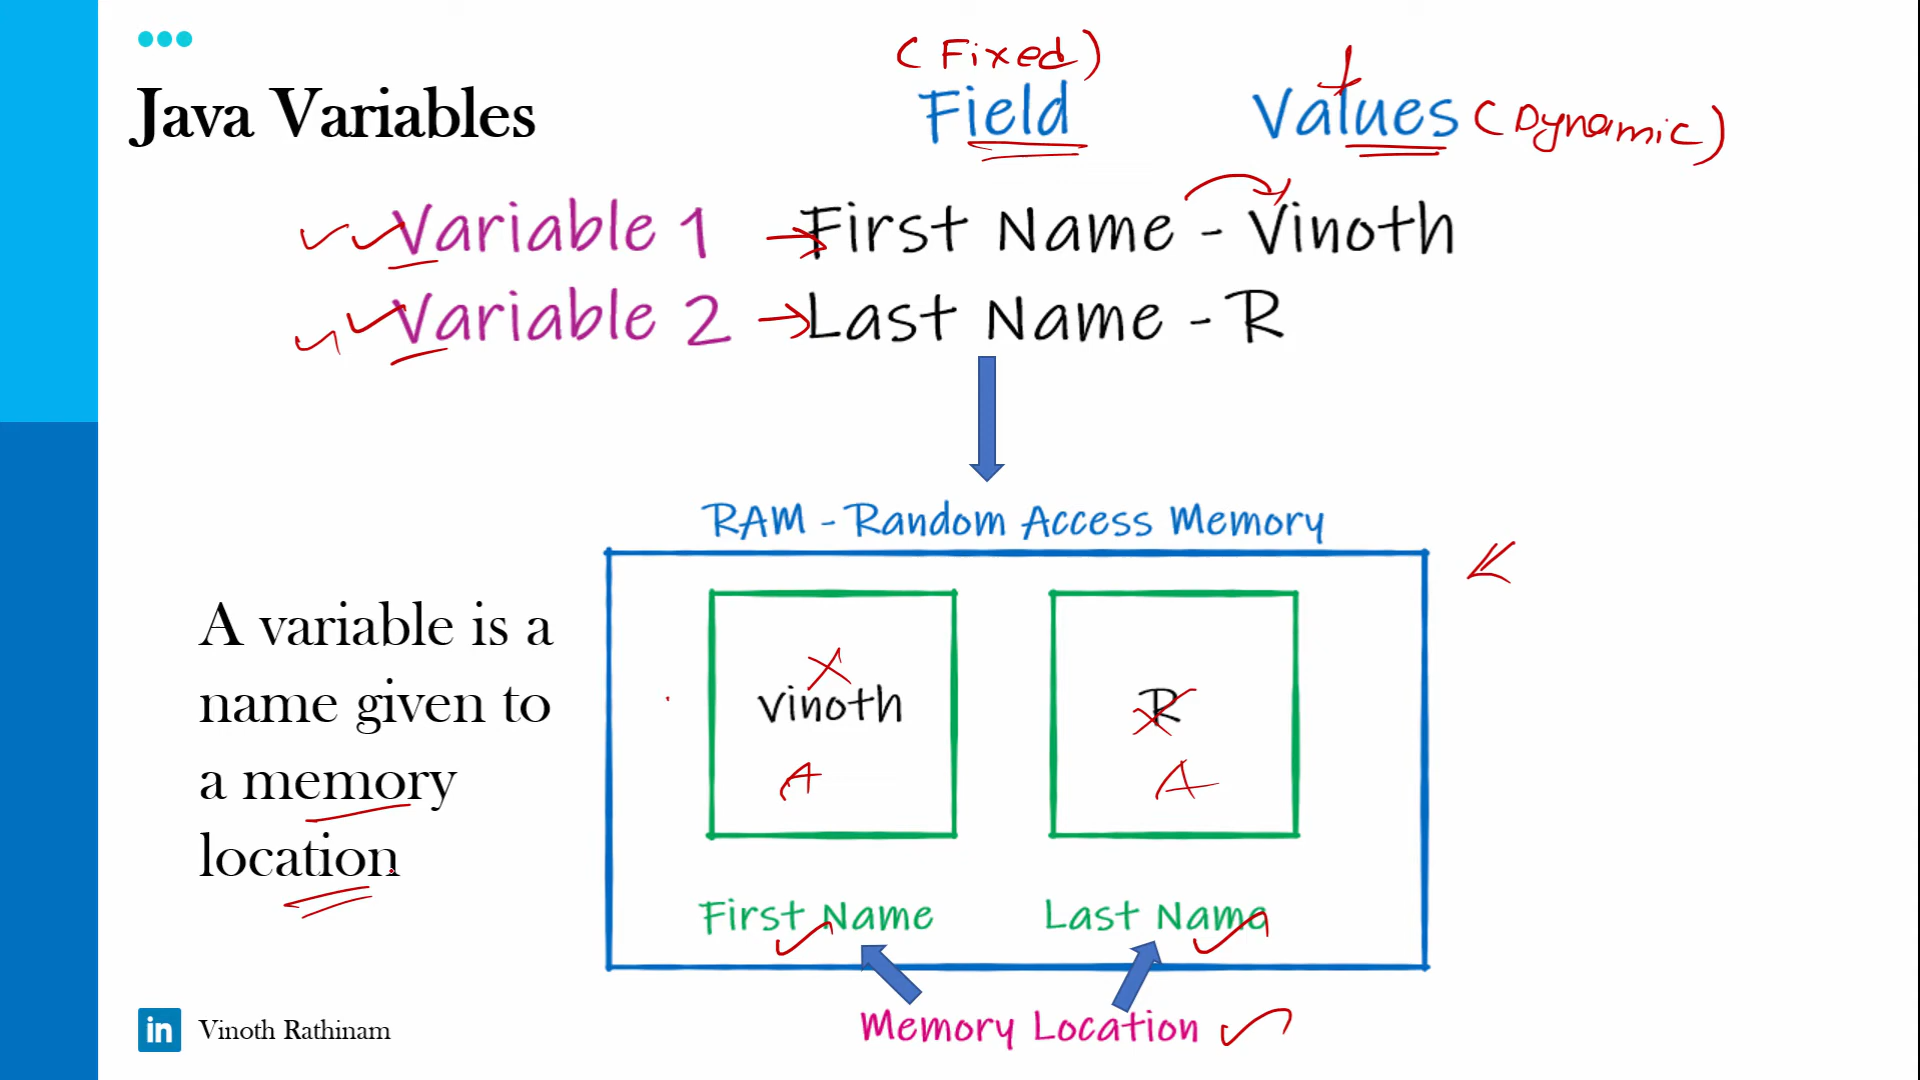 (Fixed)
Java Variables
Field
Values (Dynamic)
Variable 1
First Name - Vinoth
Variable 2
Last Name - R
RAM - Random Access Memory
A variable is a
name given to
a memory
location
vinoth
R
A
A
First Name
Last Name
Memory Location
in
Vinoth Rathinam